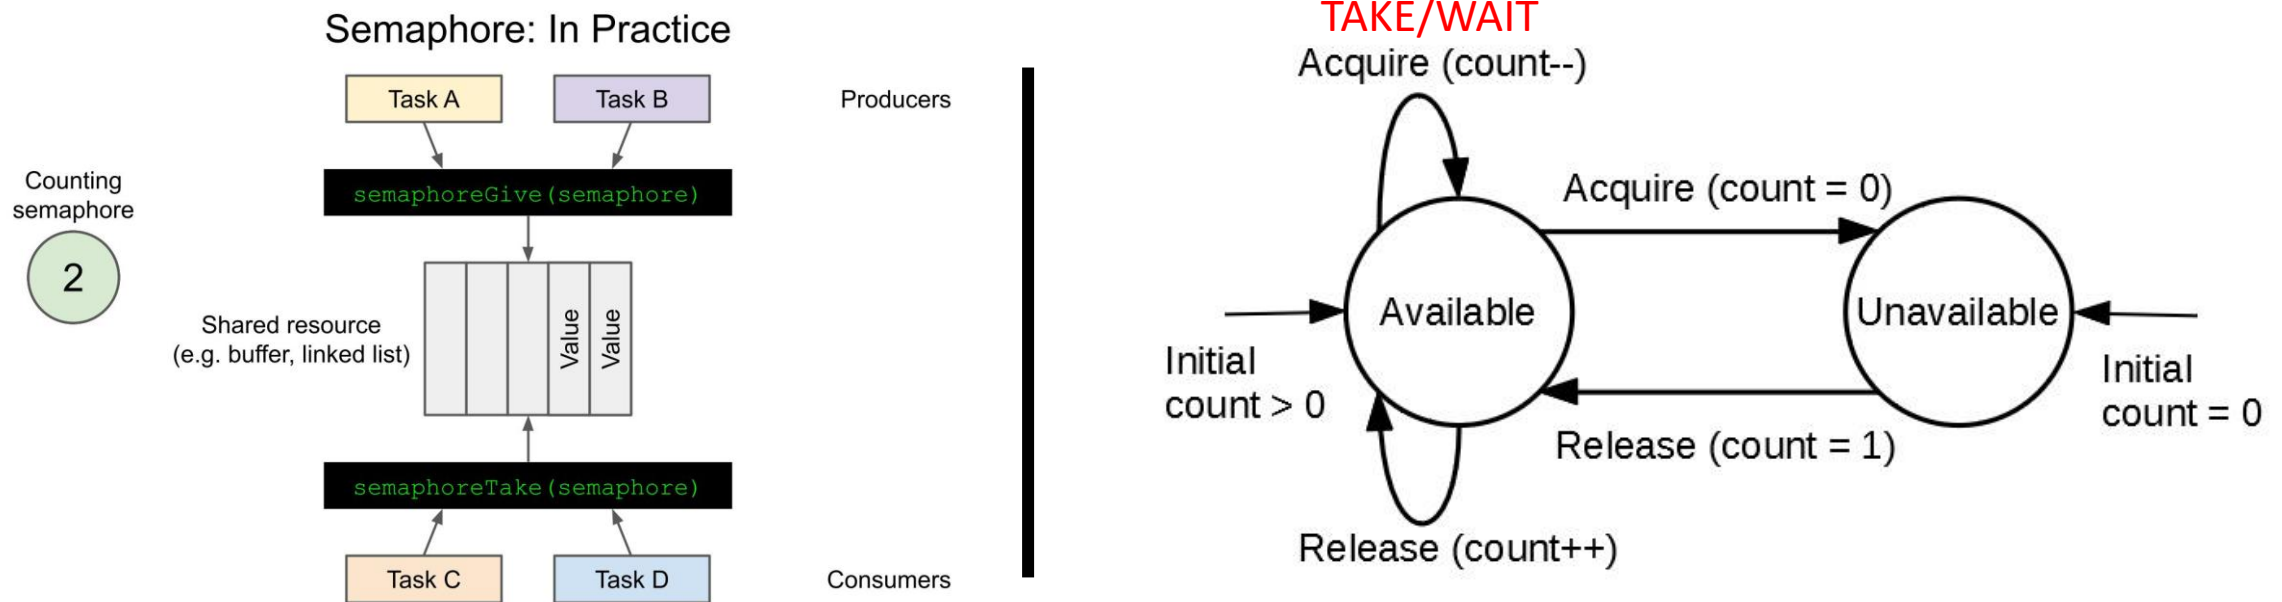 Semaphore: In Practice
Task A
Task B
Producers
Counting
semaphore
2
semaphoreGive(semaphore)
Shared resource
(e.g. buffer, linked list)
Value
Value
semaphoreTake(semaphore)
Task C
Task D
Consumers
TAKE/WAIT
Acquire (count--)
Acquire (count = 0)
Available
Unavailable
Initial
count > 0
Initial
count = 0
Release (count = 1)
Release (count++)